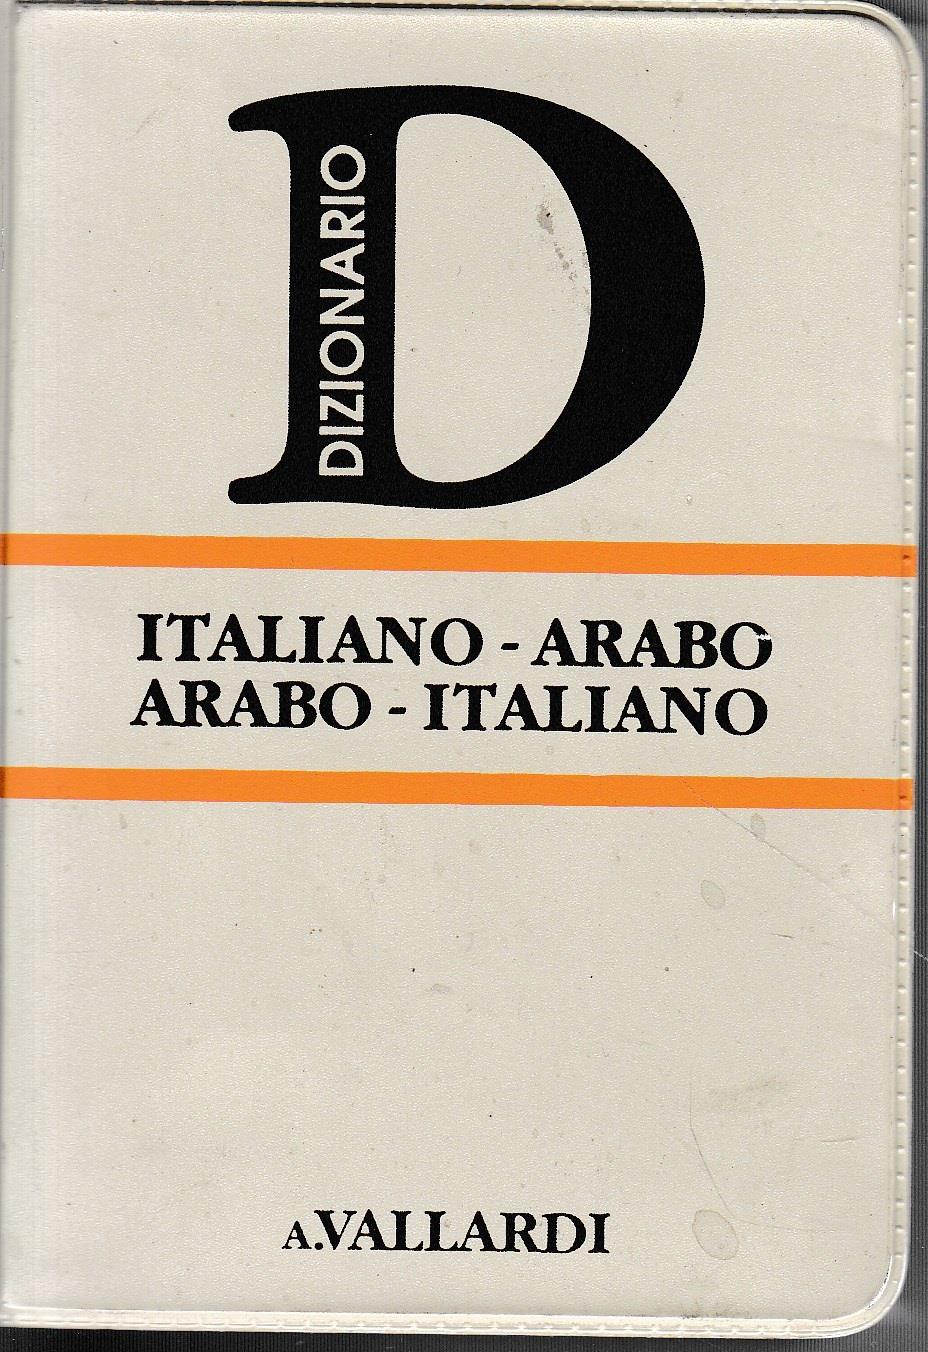 D
DIZIONARIO
ITALIANO - ARABO
ARABO - ITALIANO
A.VALLARDI